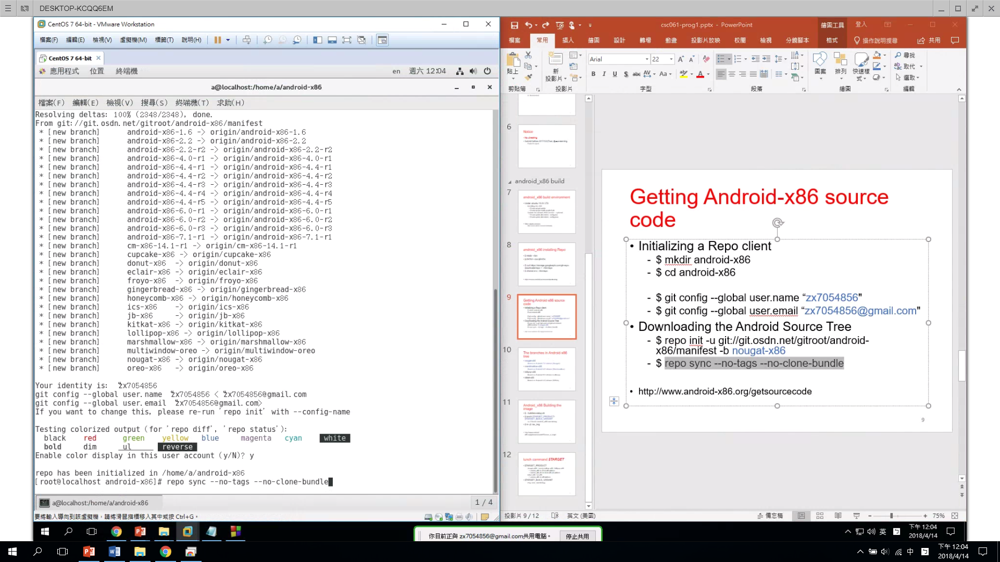 DESKTOP-KCQQ6EM
CentOS 7 64-bit - VMware Workstation
檔案(F) 編輯(E) 檢視(V) 虛擬機(M) 標籤(T) 說明(H)
CentOS 7 64-bit
應用程式 位置 終端機 en 週六 12:04
a@localhost:/home/a/android-x86
檔案(F) 編輯(E) 檢視(V) 搜尋(S) 終端機(T) 求助(H)
Resolving deltas: 100% (2348/2348), done.
From git://git.osdn.net/gitroot/android-x86/manifest
* [new branch] android-x86-1.6 -> origin/android-x86-1.6
* [new branch] android-x86-2.2 -> origin/android-x86-2.2
* [new branch] android-x86-2.2-r2 -> origin/android-x86-2.2-r2
* [new branch] android-x86-4.0-r1 -> origin/android-x86-4.0-r1
* [new branch] android-x86-4.4-r1 -> origin/android-x86-4.4-r1
* [new branch] android-x86-4.4-r2 -> origin/android-x86-4.4-r2
* [new branch] android-x86-4.4-r3 -> origin/android-x86-4.4-r3
* [new branch] android-x86-4.4-r4 -> origin/android-x86-4.4-r4
* [new branch] android-x86-4.4-r5 -> origin/android-x86-4.4-r5
* [new branch] android-x86-6.0-r1 -> origin/android-x86-6.0-r1
* [new branch] android-x86-6.0-r2 -> origin/android-x86-6.0-r2
* [new branch] android-x86-6.0-r3 -> origin/android-x86-6.0-r3
* [new branch] android-x86-7.1-r1 -> origin/android-x86-7.1-r1
* [new branch] cm-x86-14.1-r1 -> origin/cm-x86-14.1-r1
* [new branch] cupcake-x86 -> origin/cupcake-x86
* [new branch] donut-x86 -> origin/donut-x86
* [new branch] eclair-x86 -> origin/eclair-x86
* [new branch] froyo-x86 -> origin/froyo-x86
* [new branch] gingerbread-x86 -> origin/gingerbread-x86
* [new branch] honeycomb-x86 -> origin/honeycomb-x86
* [new branch] ics-x86 -> origin/ics-x86
* [new branch] jb-x86 -> origin/jb-x86
* [new branch] kitkat-x86 -> origin/kitkat-x86
* [new branch] lollipop-x86 -> origin/lollipop-x86
* [new branch] marshmallow-x86 -> origin/marshmallow-x86
* [new branch] multiwindow-oreo -> origin/multiwindow-oreo
* [new branch] nougat-x86 -> origin/nougat-x86
* [new branch] oreo-x86 -> origin/oreo-x86
Your identity is: “zx7054856
git config --global user.name “zx7054856 < “zx7054856@gmail.com
git config --global user.email “zx7054856@gmail.com>
If you want to change this, please re-run 'repo init' with --config-name
Testing colorized output (for 'repo diff', 'repo status'):
black red green yellow blue magenta cyan white
bold dim ul reverse
Enable color display in this user account (y/N)? y
repo has been initialized in /home/a/android-x86
[root@localhost android-x86]# repo sync --no-tags --no-clone-bundle
a@localhost:/home/a/android-x86 1 / 4
要將輸入導向到該虛擬機，請將滑鼠指標移入其中或按 Ctrl+G。
csc061-prog1.pptx - PowerPoint 繪圖工具 登入
檔案 常用 插入 繪圖 設計 轉場 動畫 投影片放映 校閱 檢視 分鏡腳本 格式 操作說明搜尋 共用
貼上 新投影片 Arial 22 圖案 排列 快速樣式 尋找 取代 選取
B I U S abc AV Aa A
剪貼簿 投影片 字型 段落 繪圖 編輯
6
Notice
android_x86 build
7
android_x86 build environment
8
android_x86 installing Repo
9
Getting Android-x86 source code
10
The branches in Android-x86 tree
11
Android_x86 Building the image
12
lunch command $TARGET
Getting Android-x86 source
code
• Initializing a Repo client
- $ mkdir android-x86
- $ cd android-x86
- $ git config --global user.name “zx7054856"
- $ git config --global user.email “zx7054856@gmail.com”
• Downloading the Android Source Tree
- $ repo init -u git://git.osdn.net/gitroot/android-
x86/manifest -b nougat-x86
- $ repo sync --no-tags --no-clone-bundle
• http://www.android-x86.org/getsourcecode
9
投影片 9 / 12 英文 (美國) 備忘稿 75%
你目前正與 zx7054856@gmail.com共用電腦。 停止共用
英 下午 12:04
2018/4/14
中 下午 12:04
2018/4/14